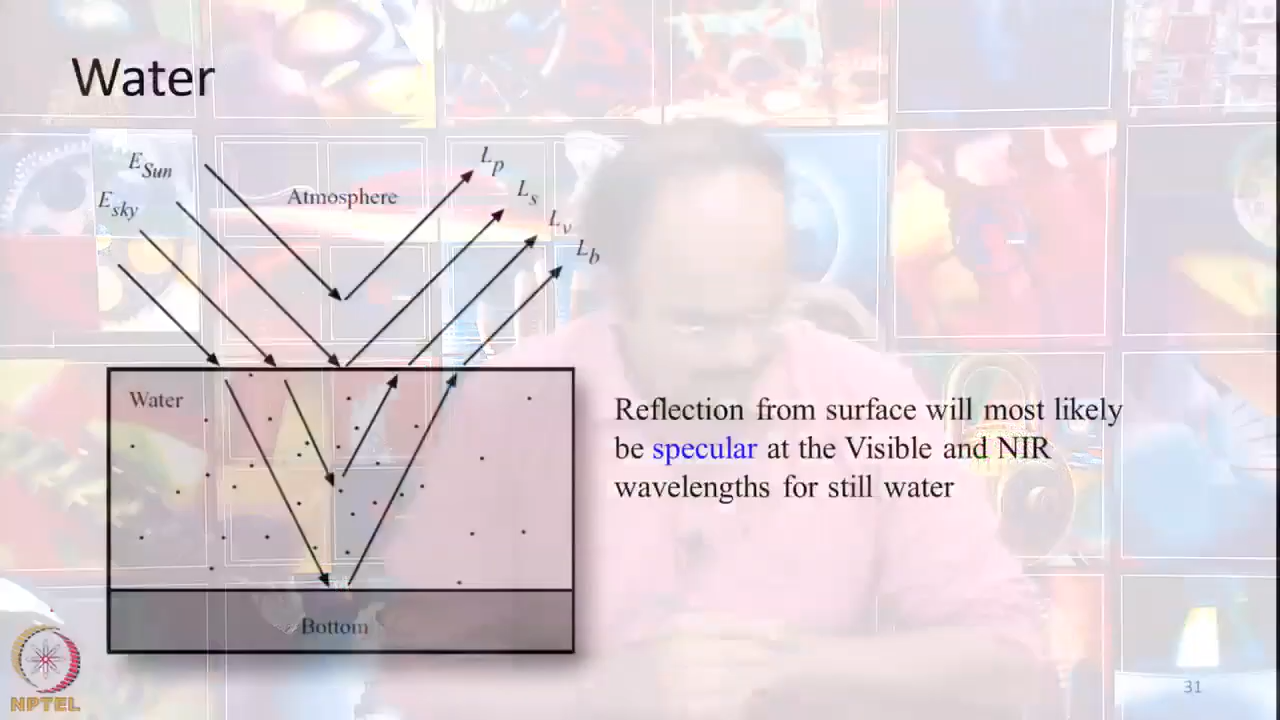 Water
E_Sun
E_sky
Atmosphere
L_p
L_s
L_v
L_b
Water
Reflection from surface will most likely
be specular at the Visible and NIR
wavelengths for still water
Bottom
NPTEL
31